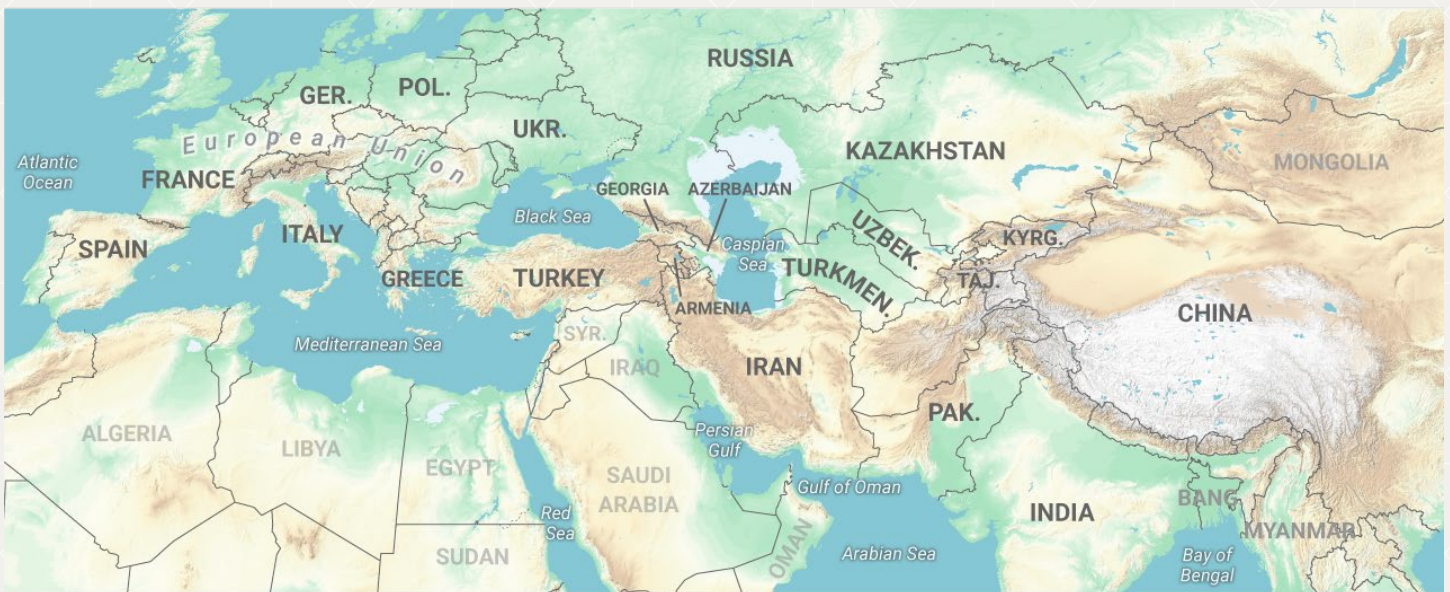 RUSSIA
GER.
POL.
UKR.
European Union
Atlantic
Ocean
FRANCE
KAZAKHSTAN
MONGOLIA
GEORGIA
AZERBAIJAN
Black Sea
SPAIN
ITALY
GREECE
TURKEY
Caspian
Sea
UZBEK.
TURKMEN.
KYRG.
TAJ.
ARMENIA
CHINA
Mediterranean Sea
SYR.
IRAQ
IRAN
PAK.
ALGERIA
LIBYA
EGYPT
Persian
Gulf
SAUDI
ARABIA
Gulf of Oman
INDIA
BANG.
MYANMAR
Red
Sea
SUDAN
OMAN
Arabian Sea
Bay of
Bengal